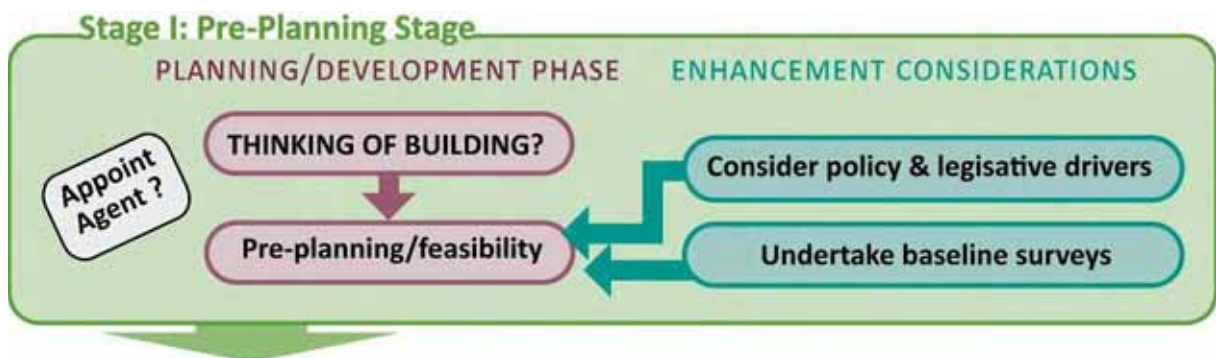 Stage I: Pre-Planning Stage
PLANNING/DEVELOPMENT PHASE
ENHANCEMENT CONSIDERATIONS
Appoint
Agent ?
THINKING OF BUILDING?
Consider policy & legisative drivers
Pre-planning/feasibility
Undertake baseline surveys